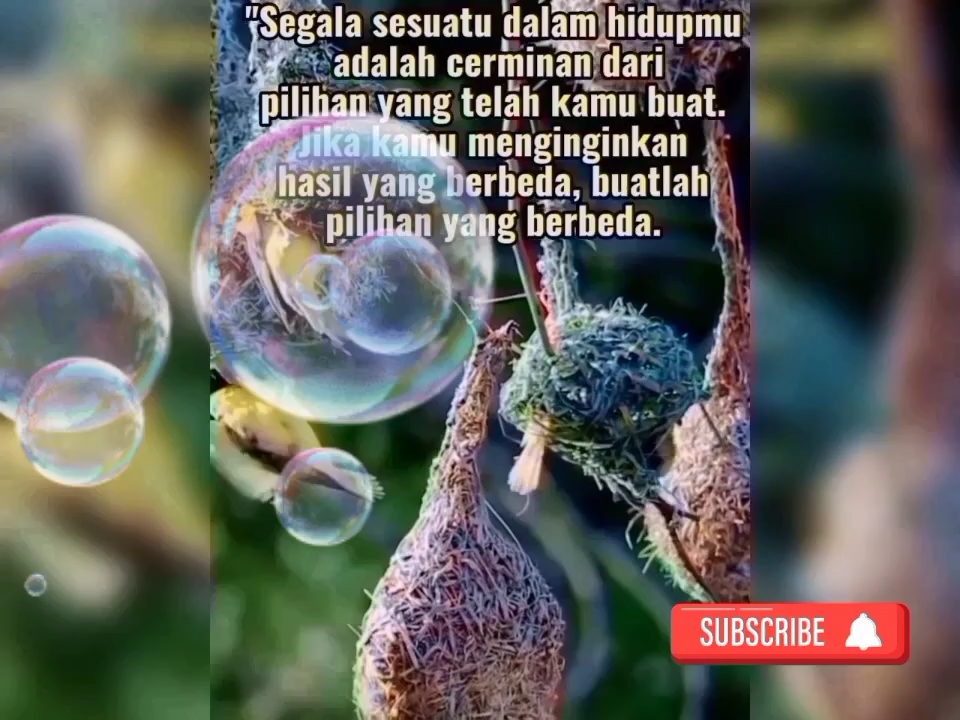 "Segala sesuatu dalam hidupmu
adalah cerminan dari
pilihan yang telah kamu buat.
Jika kamu menginginkan
hasil yang berbeda, buatlah
pilihan yang berbeda.
SUBSCRIBE